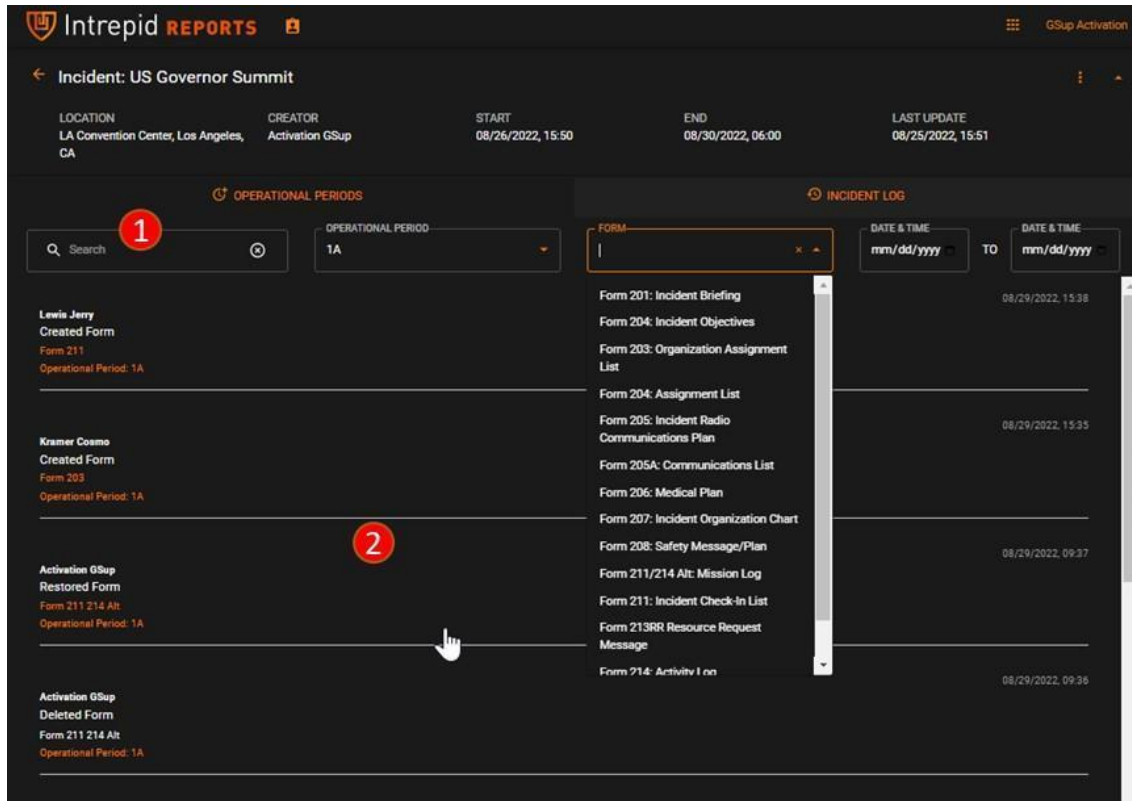 Intrepid REPORTS
GSup Activation
Incident: US Governor Summit
LOCATION
LA Convention Center, Los Angeles,
CA
CREATOR
Activation GSup
START
08/26/2022, 15:50
END
08/30/2022, 06:00
LAST UPDATE
08/25/2022, 15:51
OPERATIONAL PERIODS
INCIDENT LOG
1
Search
OPERATIONAL PERIOD
1A
FORM
DATE & TIME
mm/dd/yyyy
TO
DATE & TIME
mm/dd/yyyy
Form 201: Incident Briefing
Form 204: Incident Objectives
Form 203: Organization Assignment
List
Form 204: Assignment List
Form 205: Incident Radio
Communications Plan
Form 205A: Communications List
Form 206: Medical Plan
Form 207: Incident Organization Chart
Form 208: Safety Message/Plan
Form 211/214 Alt: Mission Log
Form 211: Incident Check-In List
Form 213RR Resource Request
Message
Form 214: Activity Log
Lewis Jerry
08/29/2022, 15:38
Created Form
Form 211
Operational Period: 1A
Kramer Cosmo
08/29/2022, 15:35
Created Form
Form 203
Operational Period: 1A
2
Activation GSup
08/29/2022, 09:37
Restored Form
Form 211 214 Alt
Operational Period: 1A
Activation GSup
08/29/2022, 09:36
Deleted Form
Form 211 214 Alt
Operational Period: 1A